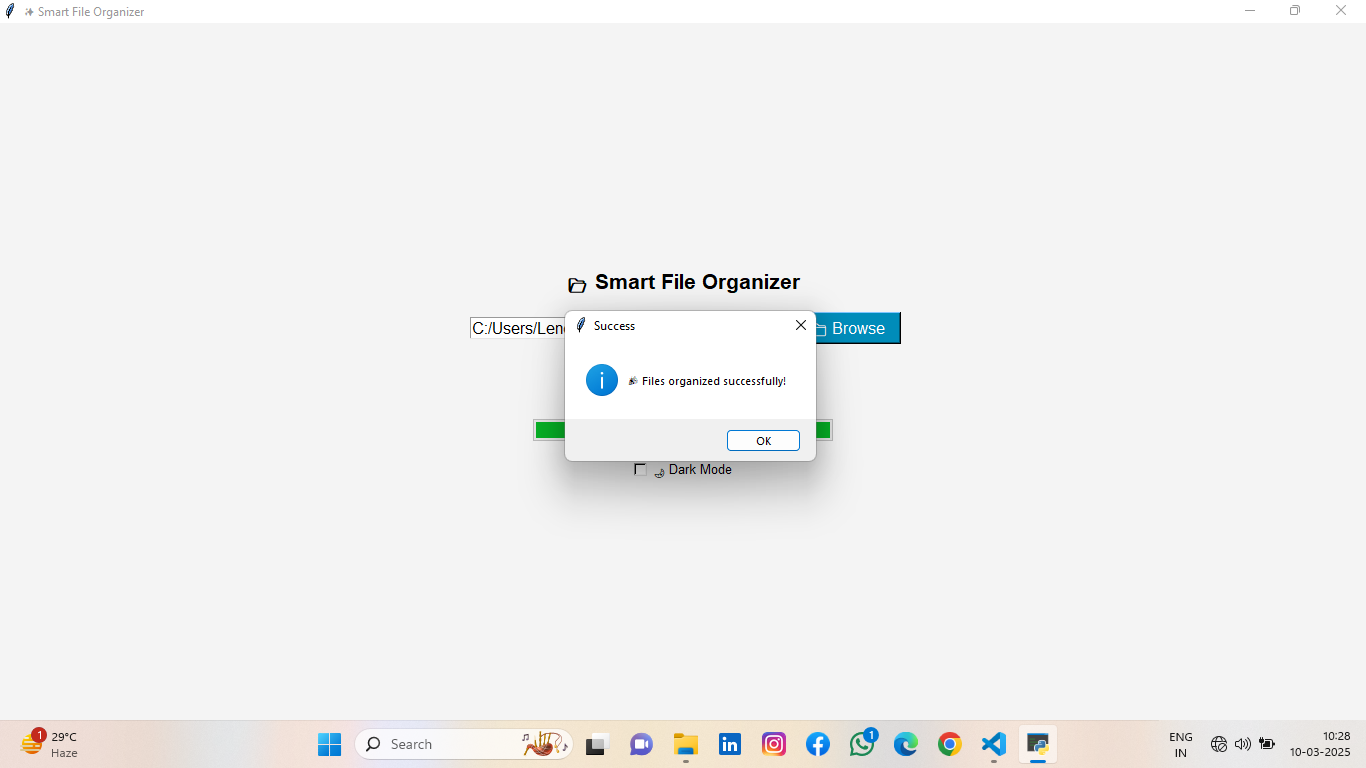 Smart File Organizer
Smart File Organizer
C:/Users/Len
Browse
Success
Files organized successfully!
OK
Dark Mode
1
29°C
Haze
Search
1
ENG
IN
10:28
10-03-2025